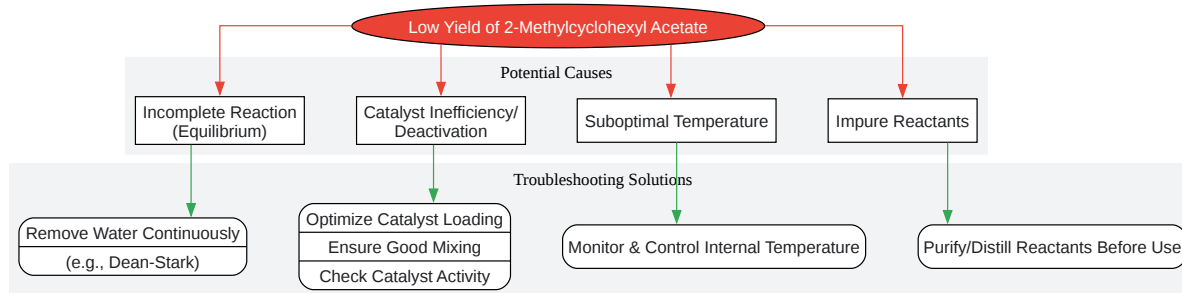 Low Yield of 2-Methylcyclohexyl Acetate
Potential Causes
Incomplete Reaction
(Equilibrium)
Catalyst Inefficiency/
Deactivation
Suboptimal Temperature
Impure Reactants
Troubleshooting Solutions
Remove Water Continuously
(e.g., Dean-Stark)
Optimize Catalyst Loading
Ensure Good Mixing
Check Catalyst Activity
Monitor & Control Internal Temperature
Purify/Distill Reactants Before Use